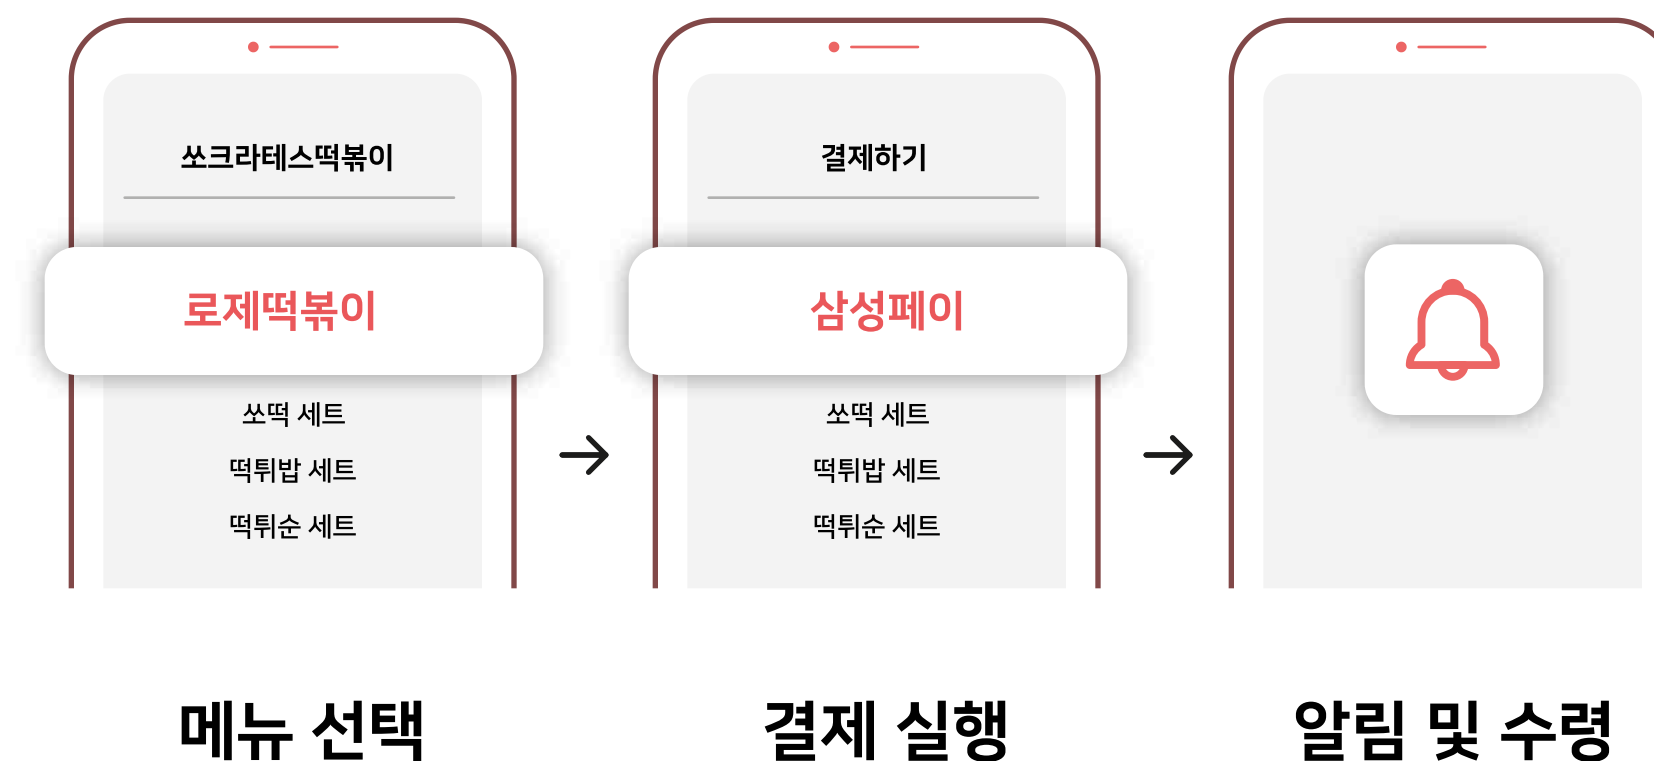 쏘크라테스떡볶이
로제떡볶이
쏘떡 세트
떡튀밥 세트
떡튀순 세트
결제하기
삼성페이
쏘떡 세트
떡튀밥 세트
떡튀순 세트
메뉴 선택
결제 실행
알림 및 수령